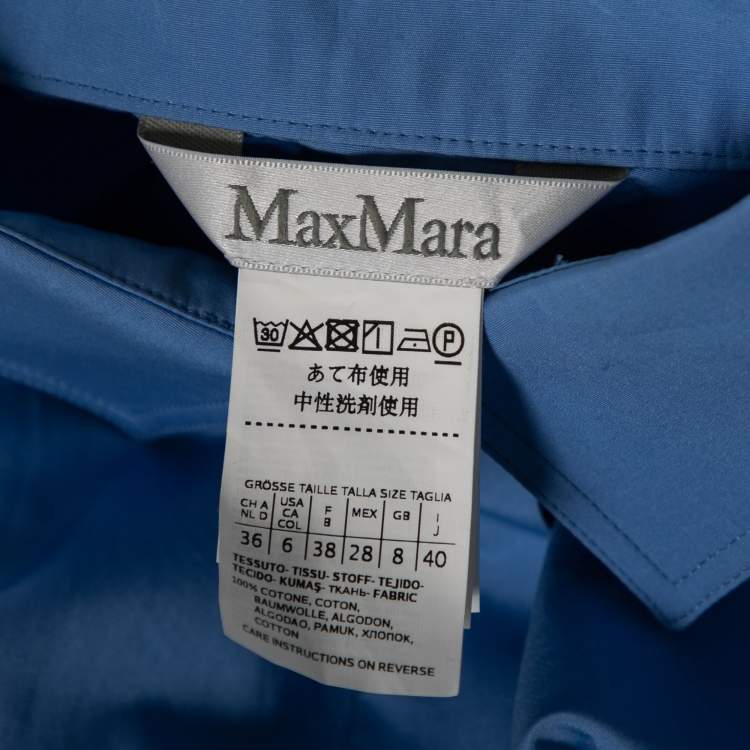 MaxMara
30
P
あて布使用
中性洗剤使用
GRÖSSE TAILLE TALLA SIZE TAGLIA
CH A NL D USA CA COL F B MEX GB I J
36 6 38 28 8 40
TESSUTO- TISSU- STOFF- TEJIDO-
TECIDO- KUMAŞ- ТКАНЬ- FABRIC
100% COTONE, COTON,
BAUMWOLLE, ALGODON,
ALGODAO, PAMUK, ХЛОПОК,
COTTON
CARE INSTRUCTIONS ON REVERSE